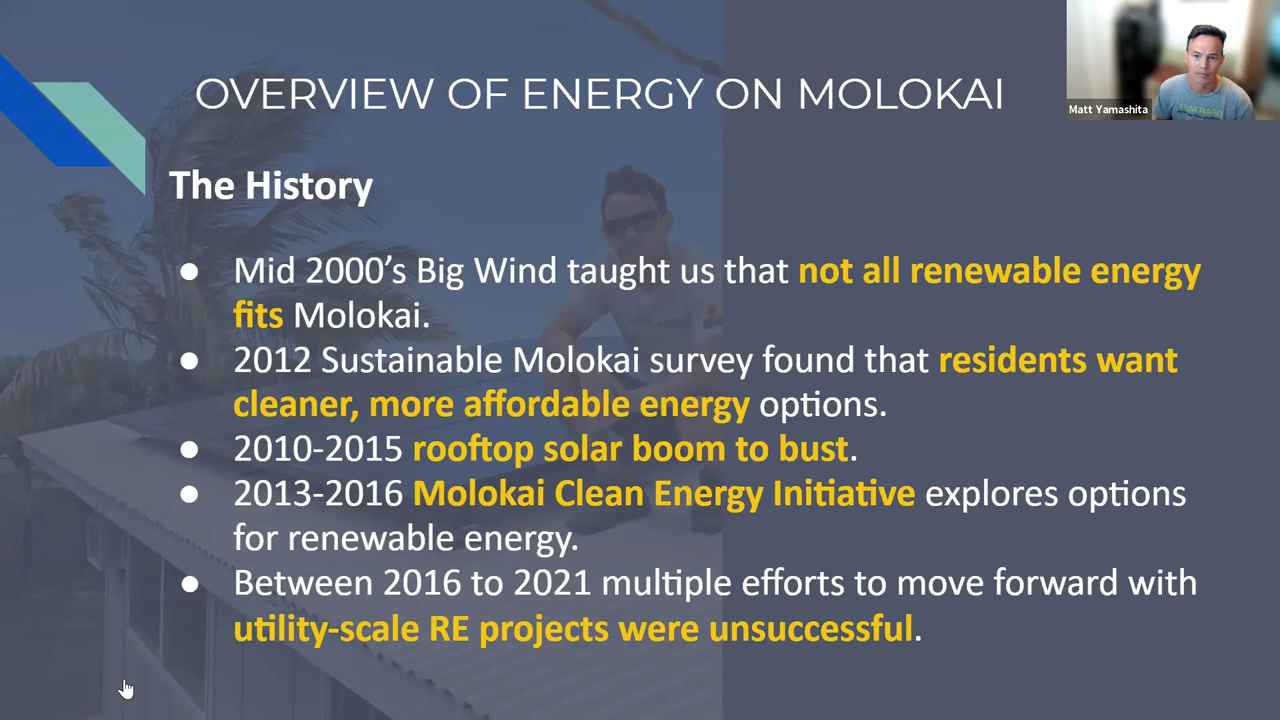 OVERVIEW OF ENERGY ON MOLOKAI
Matt Yamashita
The History
● Mid 2000’s Big Wind taught us that not all renewable energy
fits Molokai.
● 2012 Sustainable Molokai survey found that residents want
cleaner, more affordable energy options.
● 2010-2015 rooftop solar boom to bust.
● 2013-2016 Molokai Clean Energy Initiative explores options
for renewable energy.
● Between 2016 to 2021 multiple efforts to move forward with
utility-scale RE projects were unsuccessful.